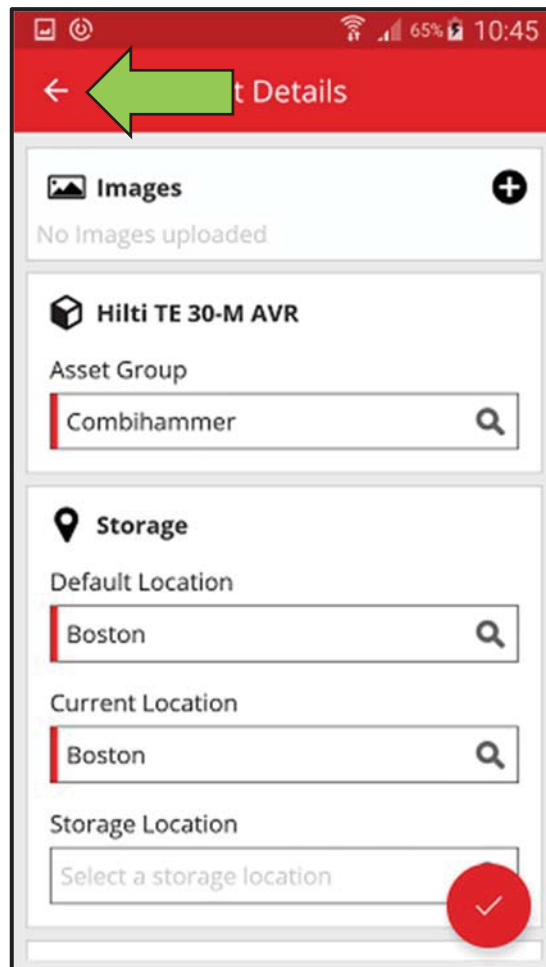 65% 10:45
t Details
Images
No Images uploaded
Hilti TE 30-M AVR
Asset Group
Combihammer
Storage
Default Location
Boston
Current Location
Boston
Storage Location
Select a storage location